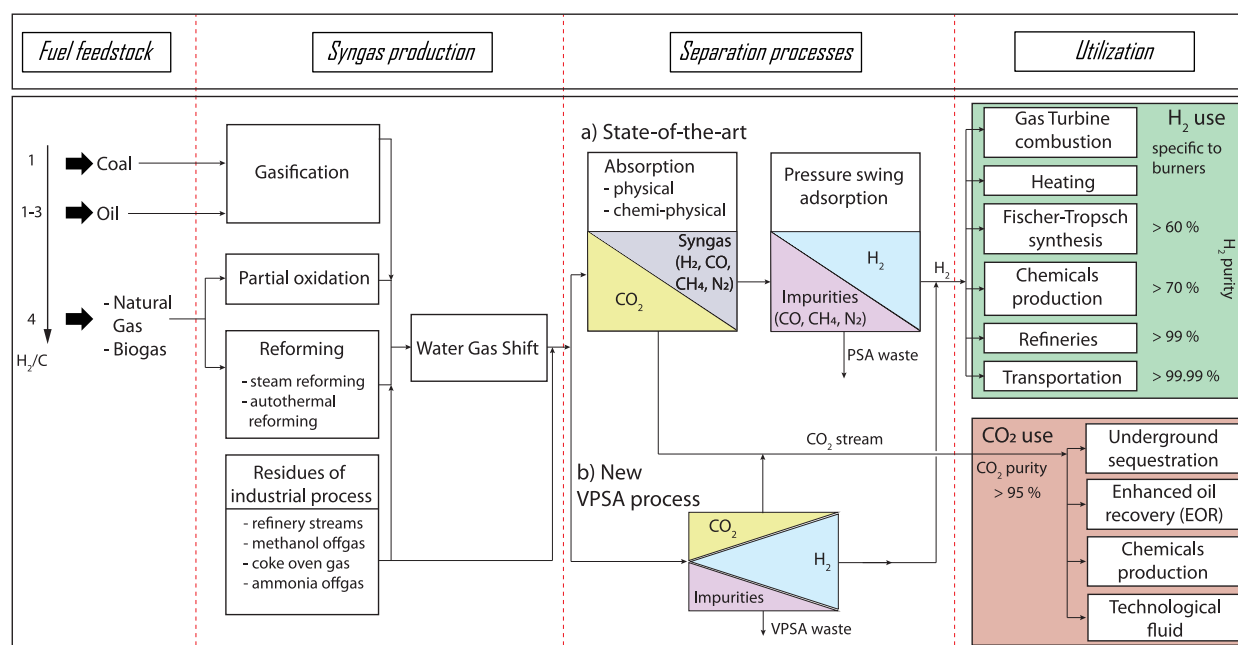 Fuel feedstock
Syngas production
Separation processes
Utilization
1
1-3
4
H₂/C
Coal
Oil
- Natural
Gas
- Biogas
Gasification
Partial oxidation
Reforming
- steam reforming
- autothermal
reforming
Residues of
industrial process
- refinery streams
- methanol offgas
- coke oven gas
- ammonia offgas
Water Gas Shift
a) State-of-the-art
Absorption
- physical
- chemi-physical
Syngas
(H₂, CO,
CH₄, N₂)
CO₂
Pressure swing
adsorption
H₂
Impurities
(CO, CH₄, N₂)
PSA waste
H₂
CO₂ stream
b) New
VPSA process
CO₂
H₂
Impurities
VPSA waste
H₂ use
specific to
burners
Gas Turbine
combustion
Heating
Fischer-Tropsch
synthesis
> 60 %
Chemicals
production
> 70 %
Refineries
> 99 %
Transportation
> 99.99 %
H₂ purity
CO₂ use
CO₂ purity
> 95 %
Underground
sequestration
Enhanced oil
recovery (EOR)
Chemicals
production
Technological
fluid